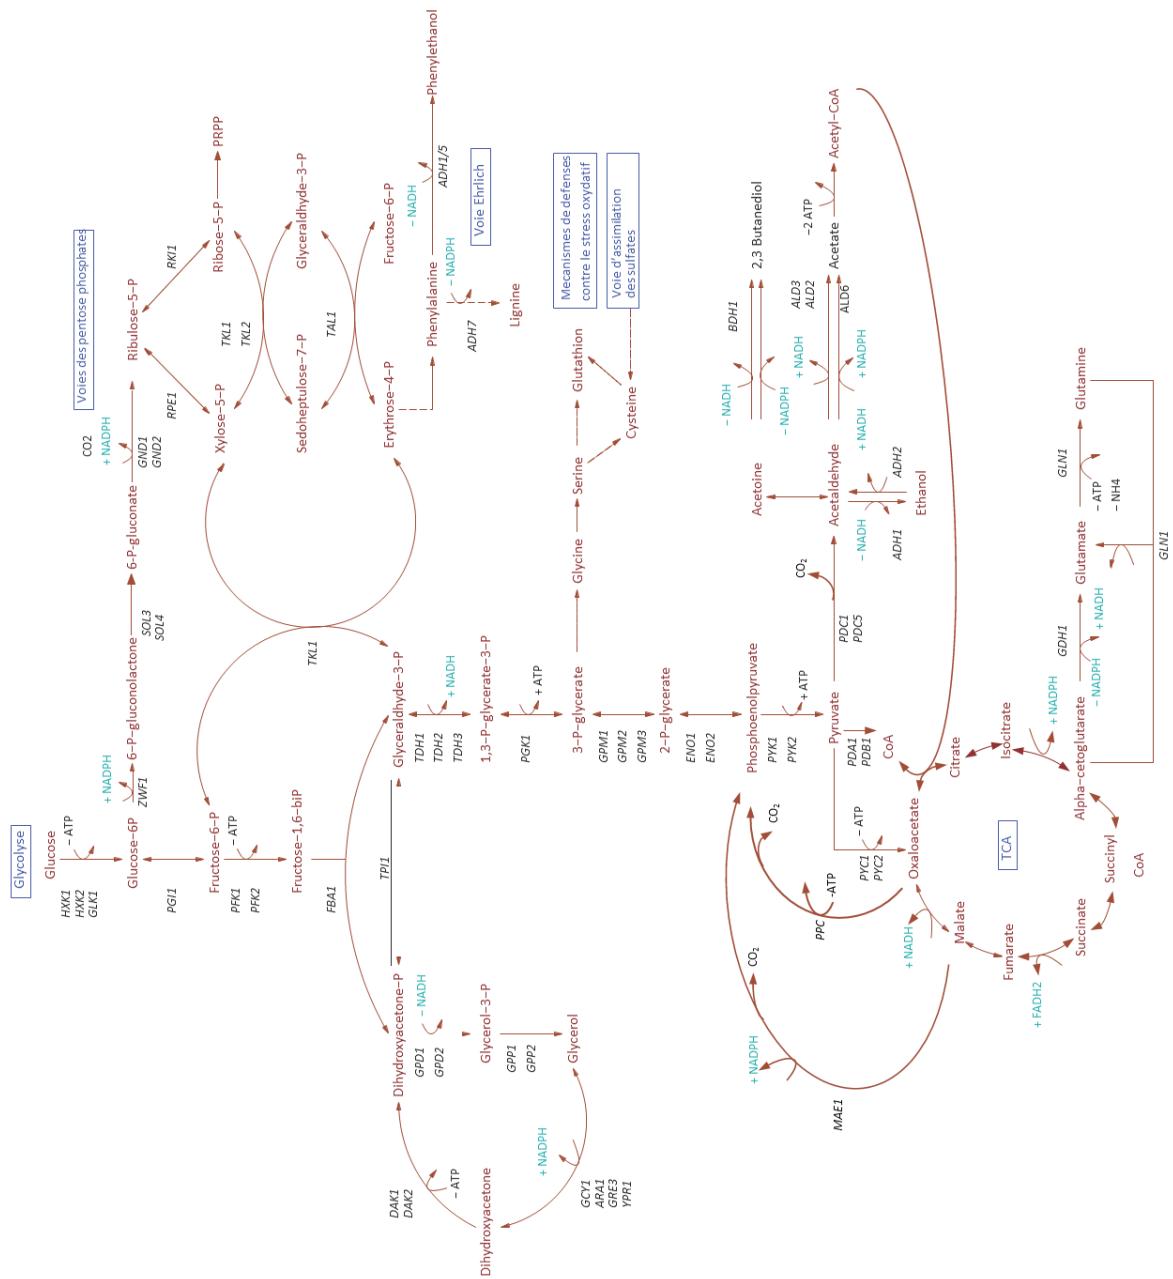 Glycolyse
Glucose
– ATP
HXK1
HXK2
GLK1
Glucose–6P
+ NADPH
ZWF1
6–P–gluconolactone
SOL3
SOL4
6-P-gluconate
CO2
+ NADPH
GND1
GND2
Voies des pentose phosphates
Ribulose–5–P
RPE1
RKI1
Xylose–5–P
Ribose–5–P
PRPP
TKL1
TKL2
Sedoheptulose–7–P
Glyceraldhyde–3–P
TAL1
Erythrose–4–P
Fructose–6–P
Phenylalanine
– NADH
ADH1/5
Phenylethanol
– NADPH
ADH7
Lignine
Voie Ehrlich
PGI1
Fructose–6–P
– ATP
PFK1
PFK2
Fructose–1,6–biP
FBA1
TKL1
TPI1
Dihydroxyacetone–P
Glyceraldhyde–3–P
– NADH
GPD1
GPD2
Glycerol–3–P
GPP1
GPP2
Glycerol
+ NADPH
GCY1
ARA1
GRE3
YPR1
Dihydroxyacetone
– ATP
DAK1
DAK2
TDH1
TDH2
TDH3
+ NADH
1,3–P–glycerate–3–P
PGK1
+ ATP
3–P–glycerate
Glycine
Serine
Glutathion
Cysteine
Mecanismes de defenses
contre le stress oxydatif
Voie d'assimilation
des sulfates
GPM1
GPM2
GPM3
2–P–glycerate
ENO1
ENO2
Phosphoenolpyruvate
PYK1
PYK2
+ ATP
Pyruvate
PDC1
PDC5
CO2
Acetaldehyde
Acetoine
– NADH
ADH1
ADH2
Ethanol
+ NADH
– NADH
– NADPH
BDH1
2,3 Butanediol
+ NADH
ALD3
ALD2
ALD6
+ NADPH
Acetate
–2 ATP
Acetyl–CoA
PDA1
PDB1
CoA
– ATP
PYC1
PYC2
Oxaloacetate
CO2
-ATP
PPC
CO2
+ NADPH
MAE1
TCA
Citrate
Isocitrate
+ NADPH
Alpha–cetoglutarate
Succinyl
CoA
Succinate
+ FADH2
Fumarate
Malate
+ NADH
– NADPH
GDH1
+ NADH
Glutamate
– ATP
– NH4
GLN1
Glutamine
GLN1